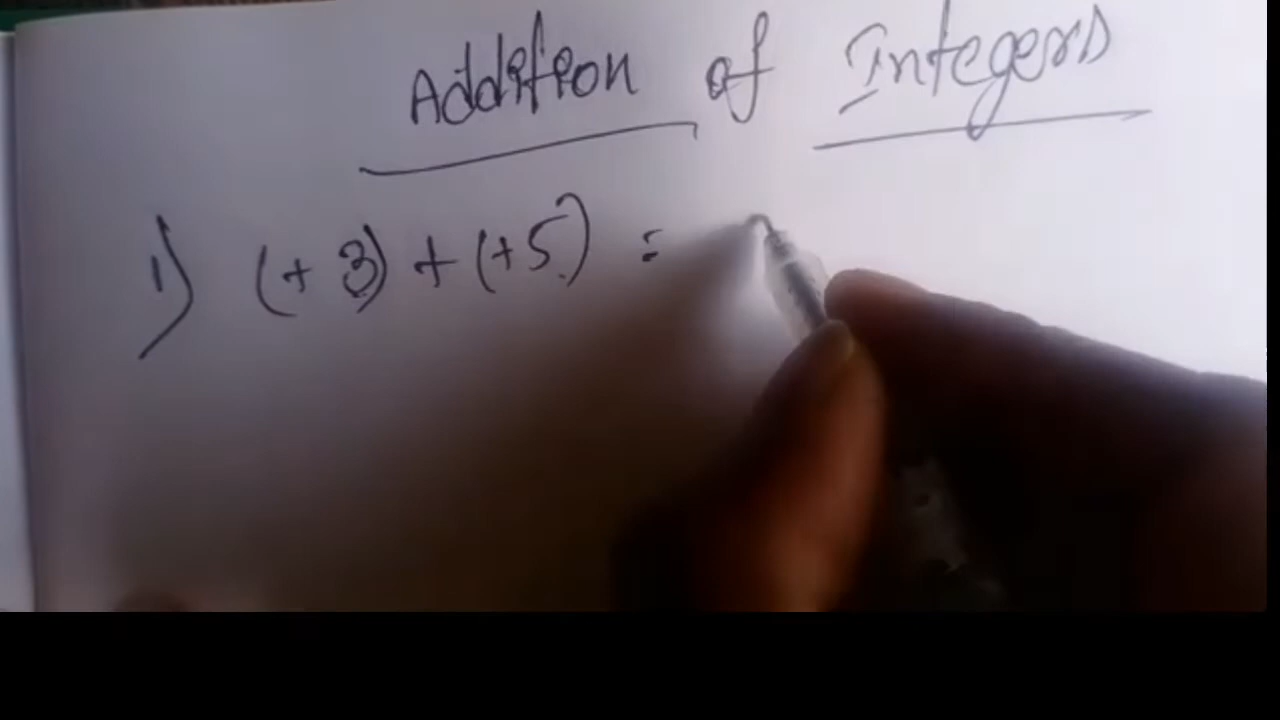 Addition of Integers
1) (+3) + (+5) =